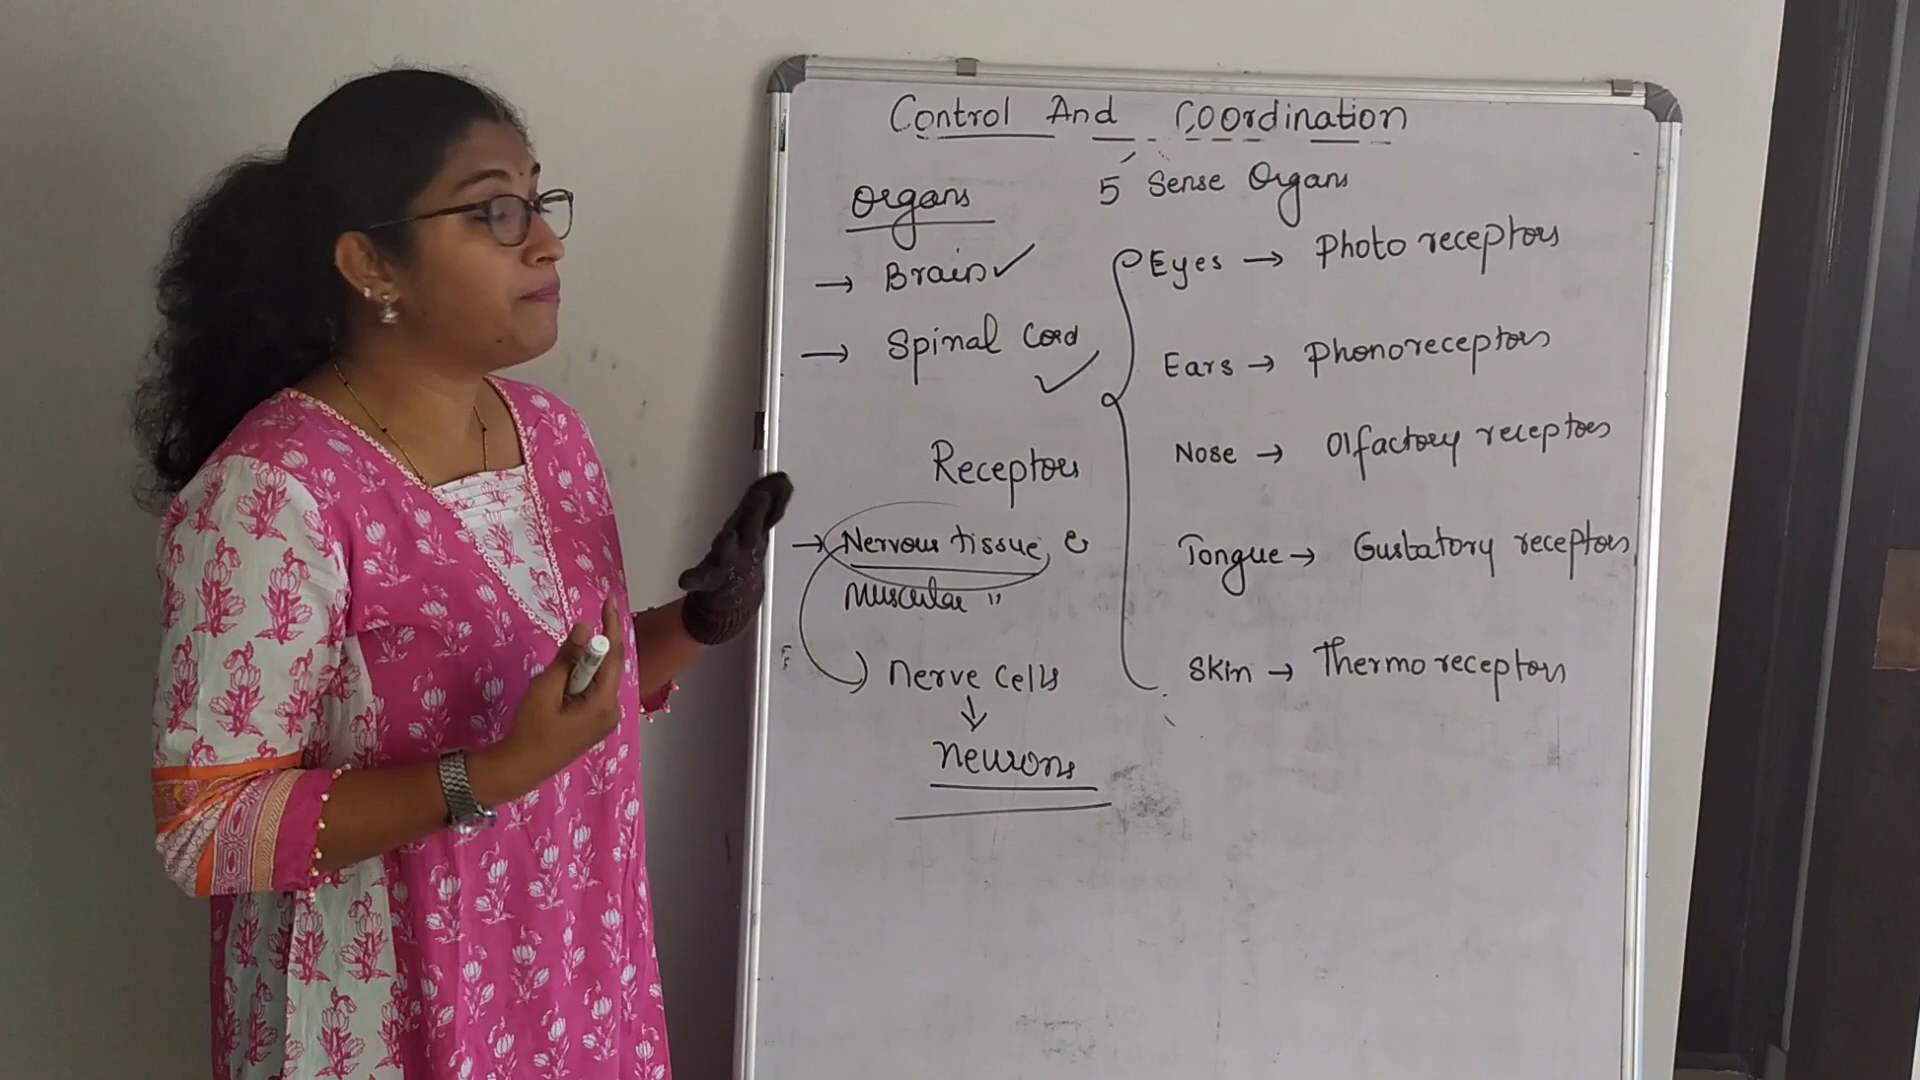 Control And Coordination
Organs
→ Brain ✓
→ Spinal Cord ✓
Receptors
→ Nervous tissue, &
Muscular "
Nerve Cells
↓
Neurons
5 Sense Organs
Eyes → Photo receptors
Ears → Phonoreceptors
Nose → Olfactory receptors
Tongue → Gustatory receptors
Skin → Thermo receptors